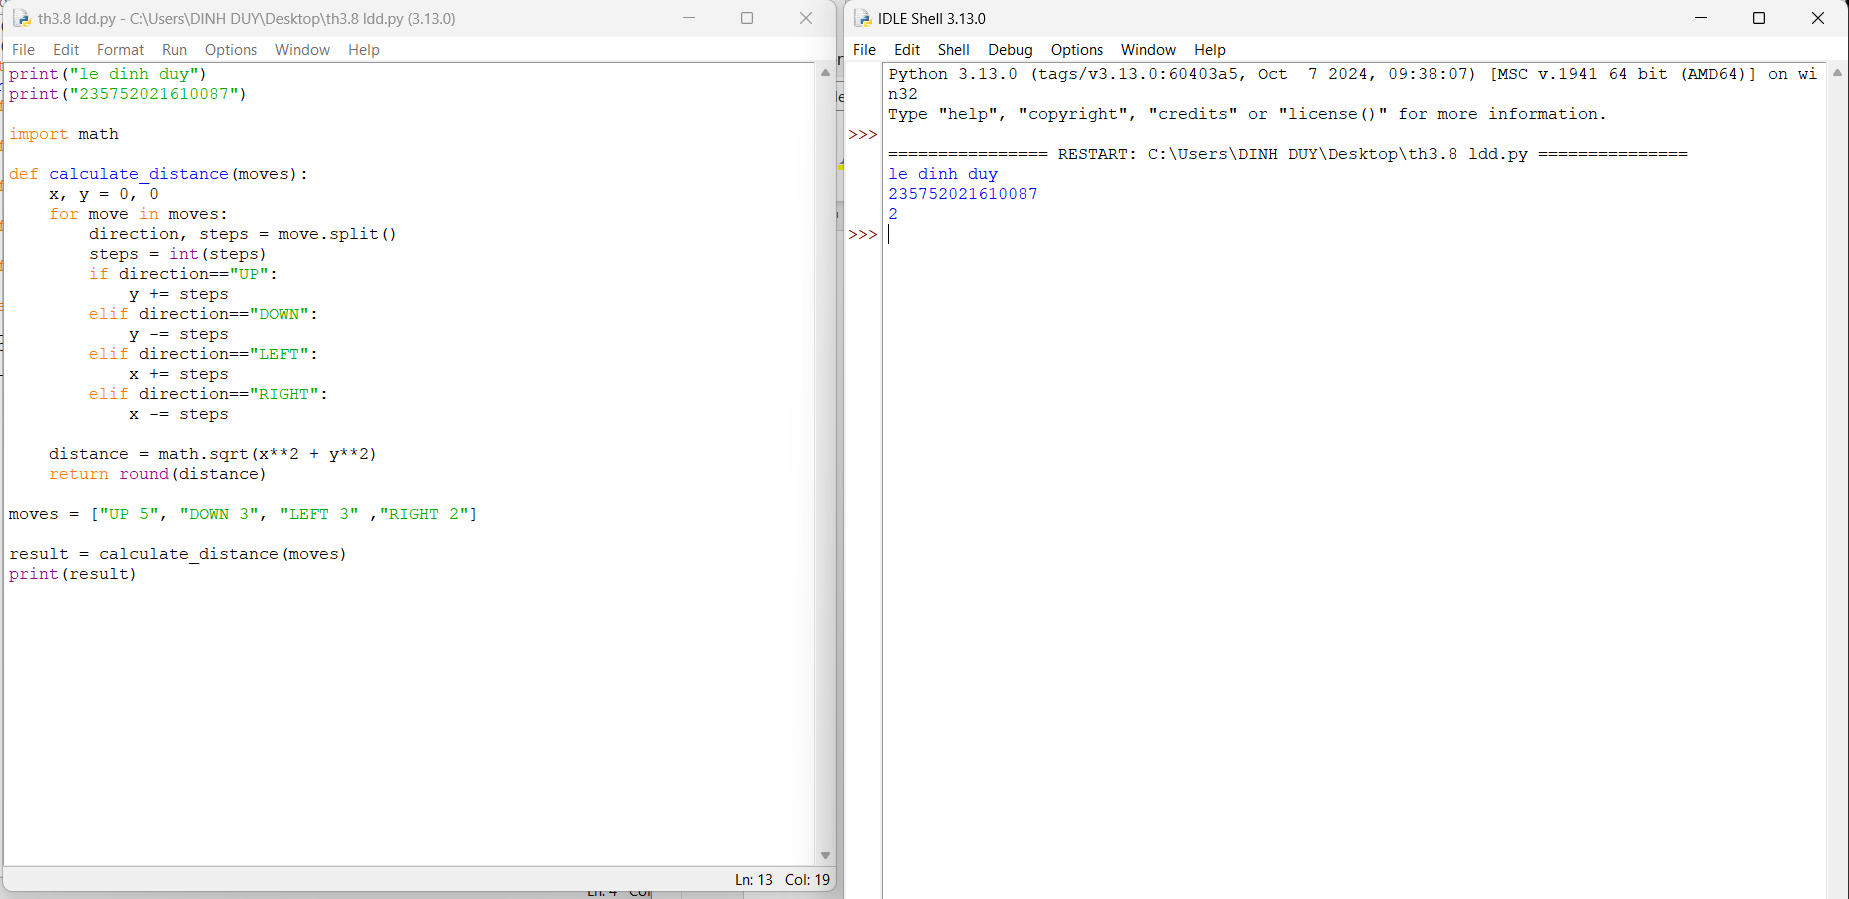 th3.8 ldd.py - C:\Users\DINH DUY\Desktop\th3.8 ldd.py (3.13.0)
File Edit Format Run Options Window Help
print("le dinh duy")
print("235752021610087")
import math
def calculate_distance(moves):
    x, y = 0, 0
    for move in moves:
        direction, steps = move.split()
        steps = int(steps)
        if direction=="UP":
            y += steps
        elif direction=="DOWN":
            y -= steps
        elif direction=="LEFT":
            x += steps
        elif direction=="RIGHT":
            x -= steps
    distance = math.sqrt(x**2 + y**2)
    return round(distance)
moves = ["UP 5", "DOWN 3", "LEFT 3" ,"RIGHT 2"]
result = calculate_distance(moves)
print(result)
Ln: 13 Col: 19
IDLE Shell 3.13.0
File Edit Shell Debug Options Window Help
Python 3.13.0 (tags/v3.13.0:60403a5, Oct  7 2024, 09:38:07) [MSC v.1941 64 bit (AMD64)] on wi
n32
Type "help", "copyright", "credits" or "license()" for more information.
>>>
================ RESTART: C:\Users\DINH DUY\Desktop\th3.8 ldd.py ===============
le dinh duy
235752021610087
2
>>>